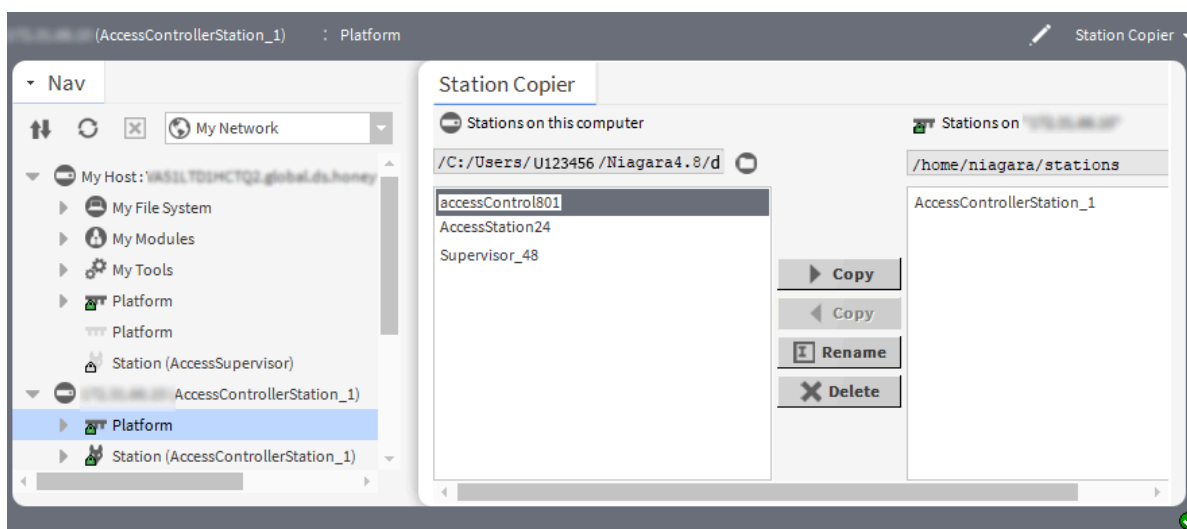 (AccessControllerStation_1) : Platform
Station Copier
Nav
My Network
My Host:
My File System
My Modules
My Tools
Platform
Platform
Station (AccessSupervisor)
AccessControllerStation_1)
Platform
Station (AccessControllerStation_1)
Station Copier
Stations on this computer
/C:/Users/U123456/Niagara4.8/d
accessControl801
AccessStation24
Supervisor_48
Copy
Copy
Rename
Delete
Stations on
/home/niagara/stations
AccessControllerStation_1